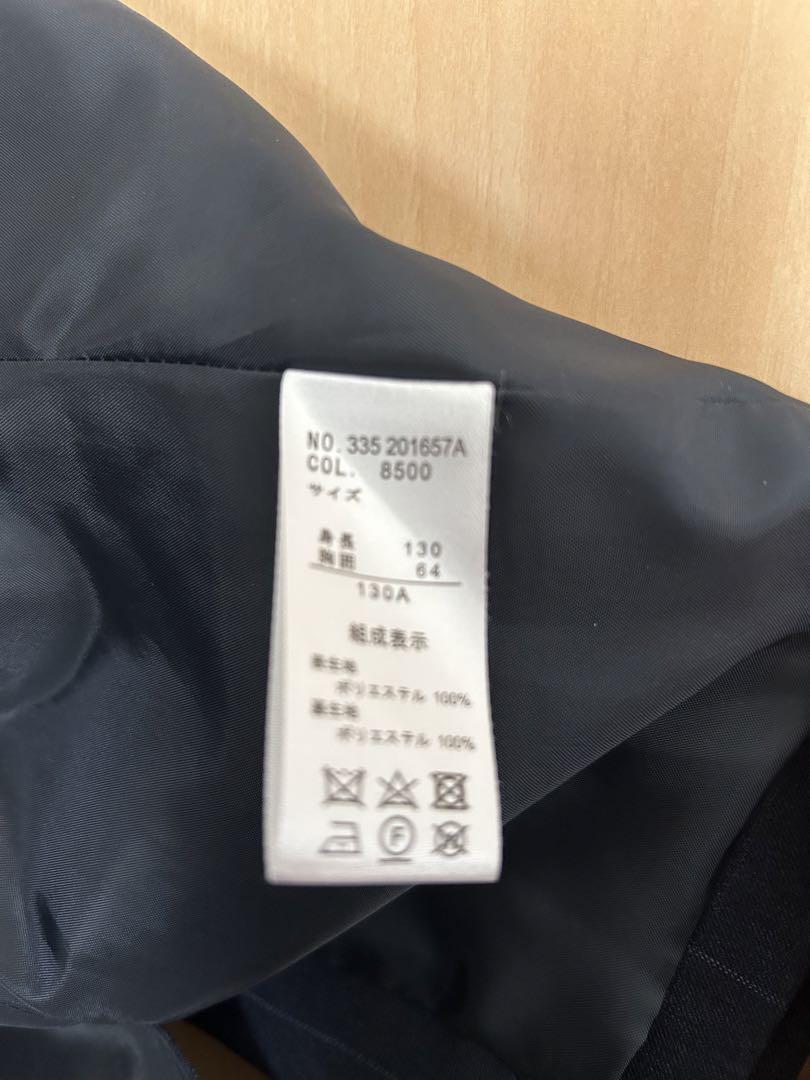 NO. 335 201657A
COL. 8500
サイズ
身長 130
胸囲 64
130A
組成表示
表生地
ポリエステル 100%
裏生地
ポリエステル 100%
F